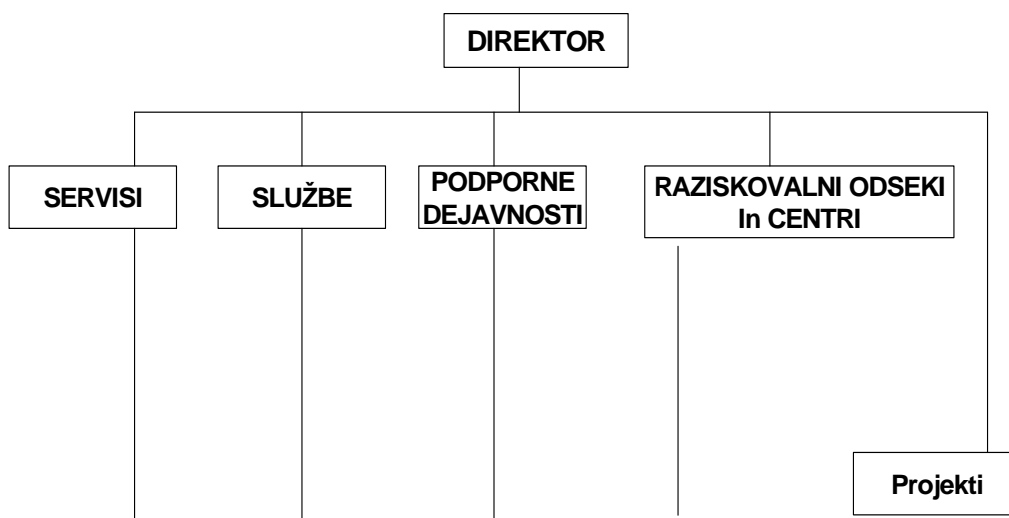 DIREKTOR
SERVISI
SLUŽBE
PODPORNE
DEJAVNOSTI
RAZISKOVALNI ODSEKI
In CENTRI
Projekti